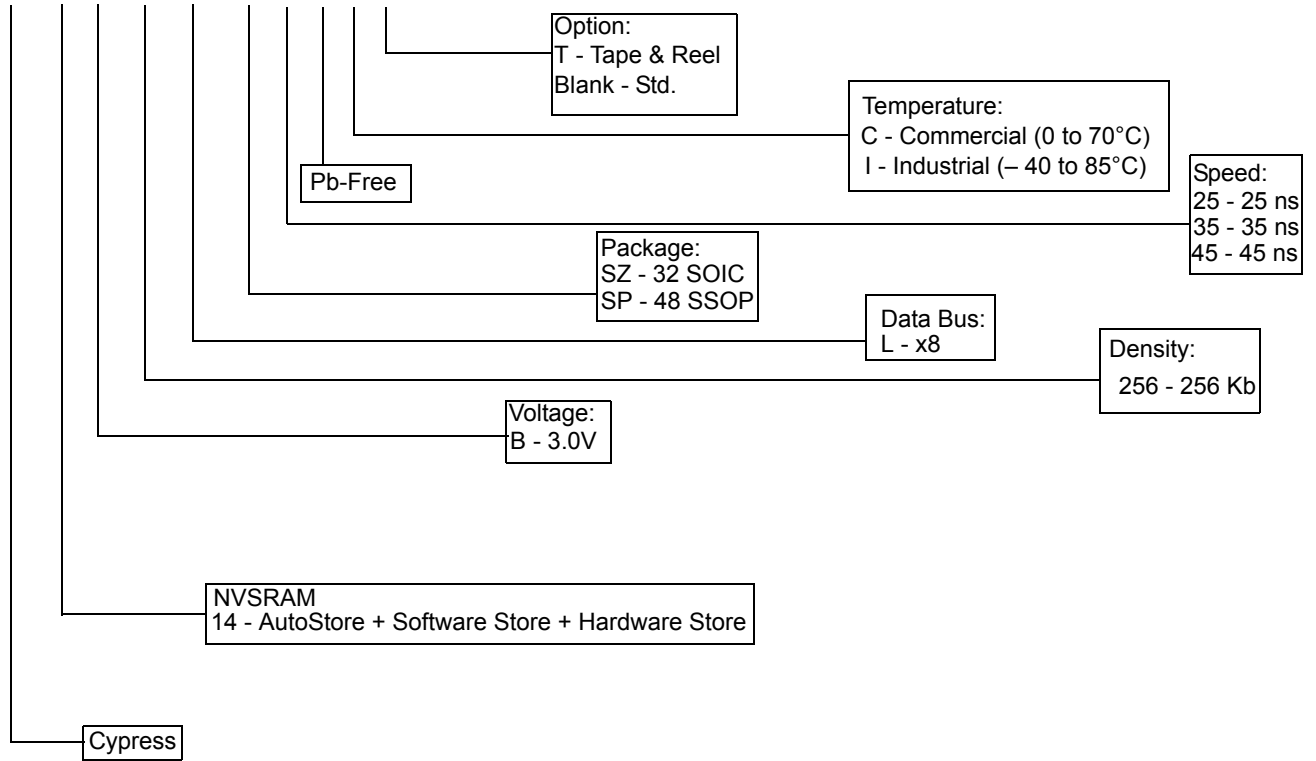 Option:
T - Tape & Reel
Blank - Std.
Temperature:
C - Commercial (0 to 70°C)
I - Industrial (– 40 to 85°C)
Pb-Free
Speed:
25 - 25 ns
35 - 35 ns
45 - 45 ns
Package:
SZ - 32 SOIC
SP - 48 SSOP
Data Bus:
L - x8
Density:
256 - 256 Kb
Voltage:
B - 3.0V
NVSRAM
14 - AutoStore + Software Store + Hardware Store
Cypress